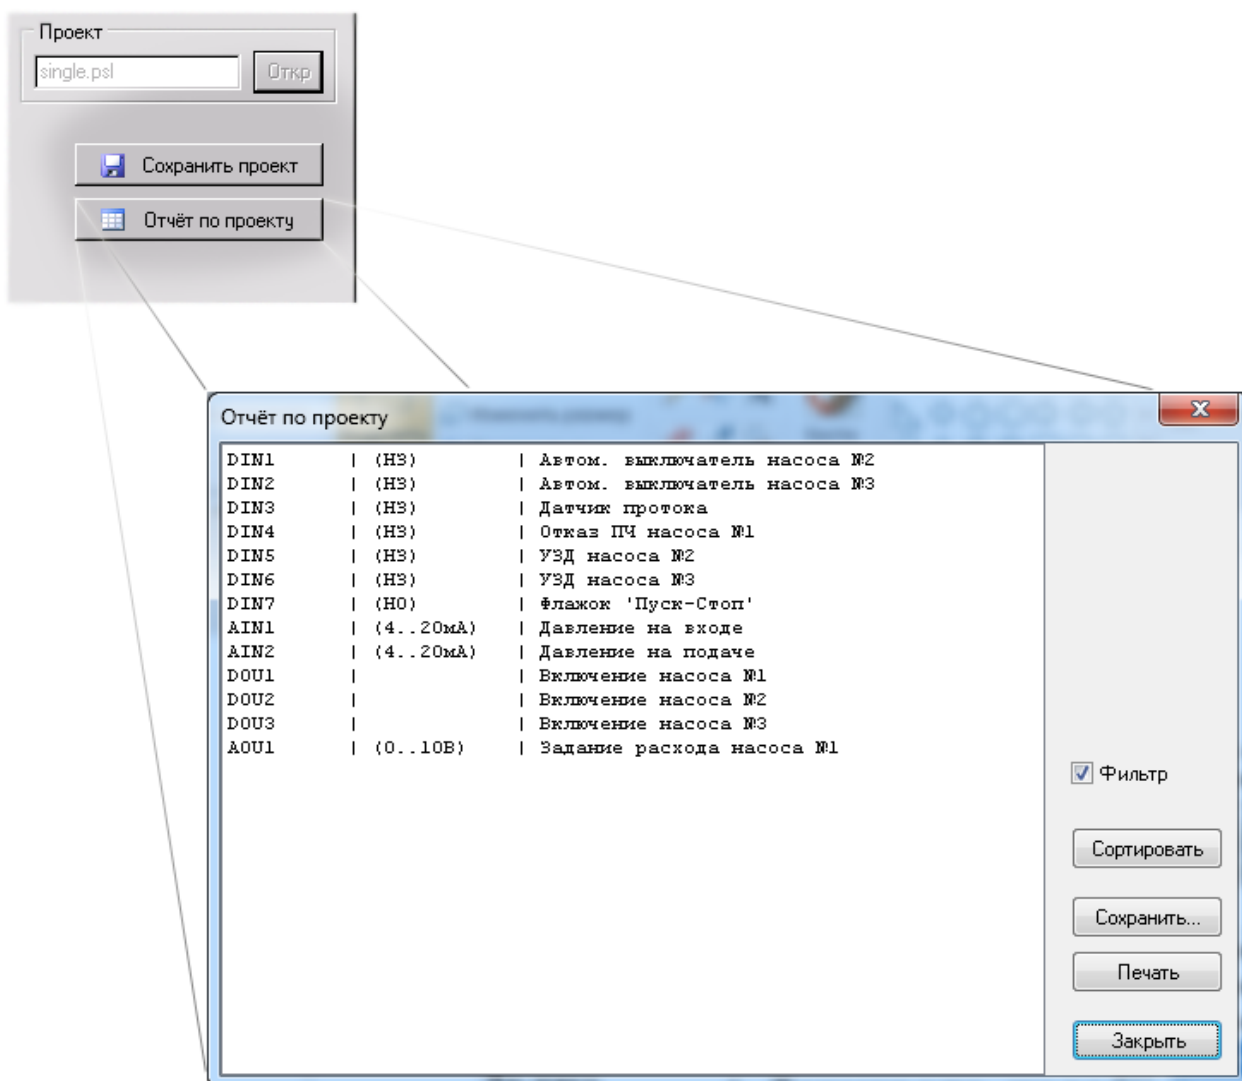 Проект
single.psl Откр
Сохранить проект
Отчёт по проекту
Отчёт по проекту
DIN1 | (НЗ) | Автом. выключатель насоса №2
DIN2 | (НЗ) | Автом. выключатель насоса №3
DIN3 | (НЗ) | Датчик протока
DIN4 | (НЗ) | Отказ ПЧ насоса №1
DIN5 | (НЗ) | УЗД насоса №2
DIN6 | (НЗ) | УЗД насоса №3
DIN7 | (НО) | Флажок 'Пуск-Стоп'
AIN1 | (4..20мА) | Давление на входе
AIN2 | (4..20мА) | Давление на подаче
DOU1 | | Включение насоса №1
DOU2 | | Включение насоса №2
DOU3 | | Включение насоса №3
AOU1 | (0..10В) | Задание расхода насоса №1
Фильтр
Сортировать
Сохранить...
Печать
Закрыть